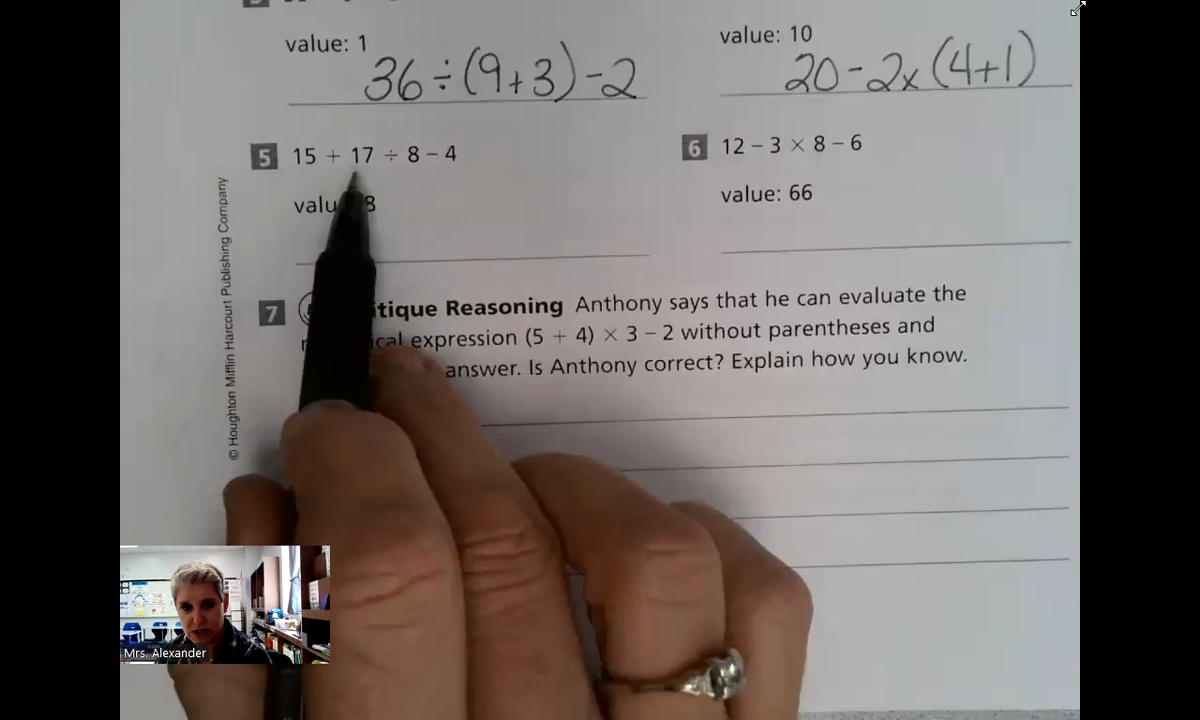 value: 1
36 ÷ (9+3) - 2
value: 10
20 - 2x (4+1)
5 15 + 17 ÷ 8 – 4
8
6 12 – 3 × 8 – 6
value: 66
7 Reasoning Anthony says that he can evaluate the
expression (5 + 4) × 3 – 2 without parentheses and
answer. Is Anthony correct? Explain how you know.
© Houghton Mifflin Harcourt Publishing Company
Mrs. Alexander